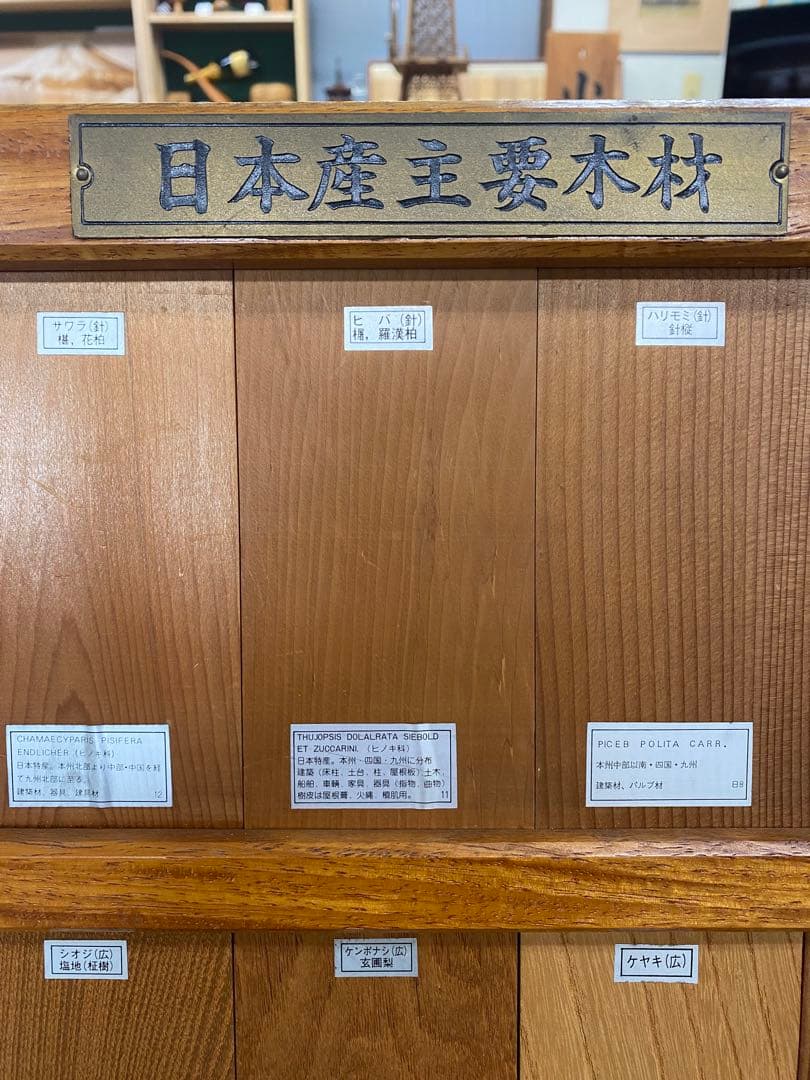 日本産主要木材
サワラ(針)
椹、花柏
ヒバ(針)
羅漢柏
ハリモミ(針)
針樅
CHAMAECYPARIS PISIFERA
ENDLICHER.(ヒノキ科)
日本特産。本州北部より中部・中国を経
て九州北部に至る。
建築材、器具、建具材 12
THUJOPSIS DOLALRATA SIEBOLD
ET ZUCCARINI. (ヒノキ科)
日本特産。本州・四国・九州に分布
建築(床柱、土台、柱、屋根板)土木、
船舶、車輌、家具、器具(指物、曲物)
樹皮は屋根葺、火縄、槙肌用。 11
PICEB POLITA CARR.
本州中部以南・四国・九州
建築材、パルプ材 日8
シオジ(広)
塩地(柾樹)
ケンポナシ(広)
玄圃梨
ケヤキ(広)